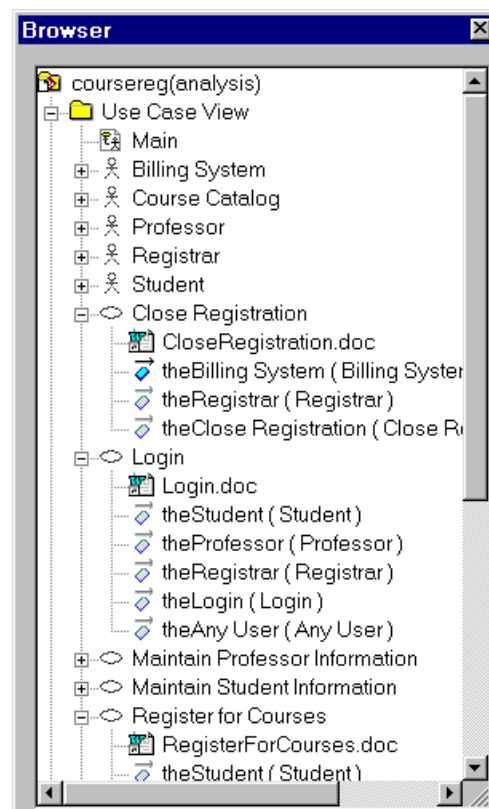 Browser
coursereg(analysis)
Use Case View
Main
Billing System
Course Catalog
Professor
Registrar
Student
Close Registration
CloseRegistration.doc
theBilling System ( Billing System
theRegistrar ( Registrar )
theClose Registration ( Close Re
Login
Login.doc
theStudent ( Student )
theProfessor ( Professor )
theRegistrar ( Registrar )
theLogin ( Login )
theAny User ( Any User )
Maintain Professor Information
Maintain Student Information
Register for Courses
RegisterForCourses.doc
theStudent ( Student )